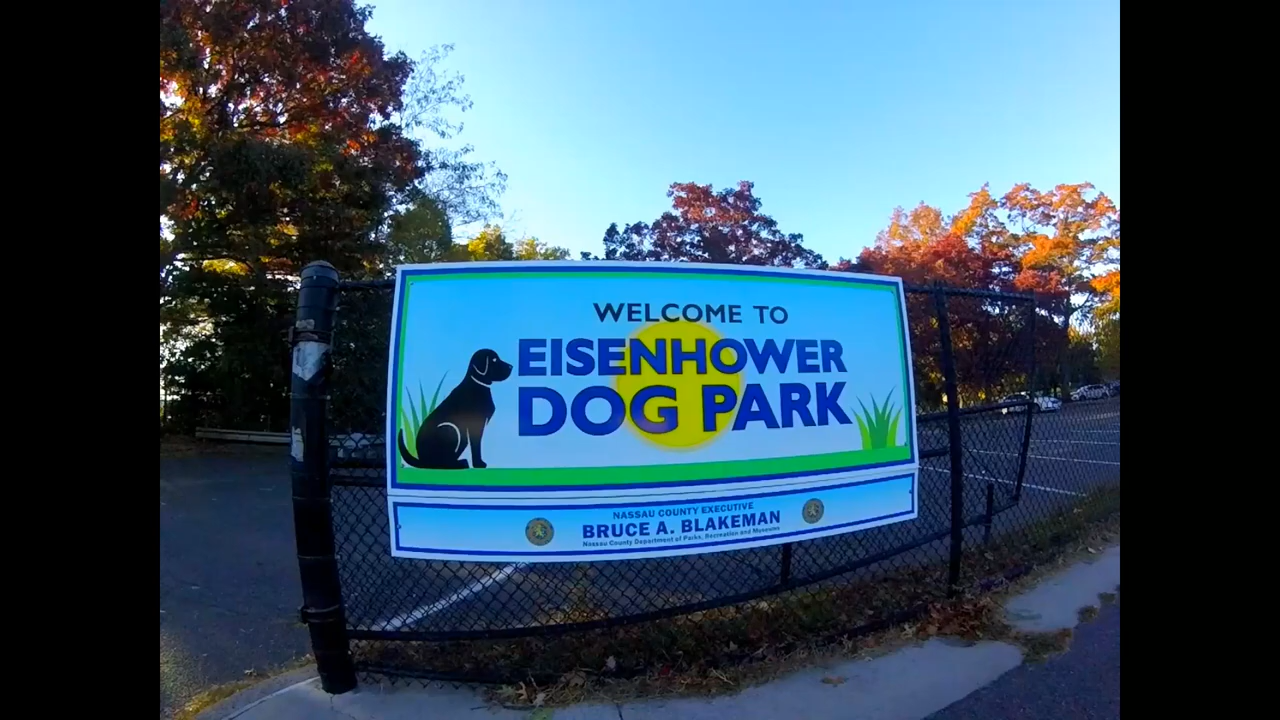 WELCOME TO
EISENHOWER
DOG PARK
NASSAU COUNTY EXECUTIVE
BRUCE A. BLAKEMAN
Nassau County Department of Parks, Recreation and Museums